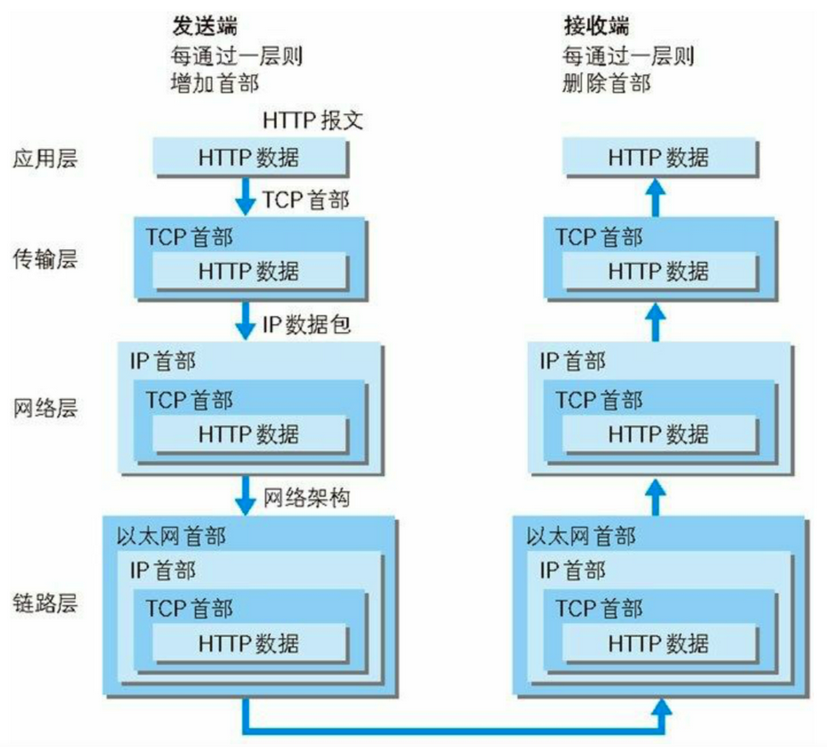 发送端
每通过一层则
增加首部
接收端
每通过一层则
删除首部
HTTP 报文
应用层
HTTP 数据
HTTP 数据
TCP 首部
传输层
TCP 首部
HTTP 数据
TCP 首部
HTTP 数据
IP 数据包
网络层
IP 首部
TCP 首部
HTTP 数据
IP 首部
TCP 首部
HTTP 数据
网络架构
链路层
以太网首部
IP 首部
TCP 首部
HTTP 数据
以太网首部
IP 首部
TCP 首部
HTTP 数据